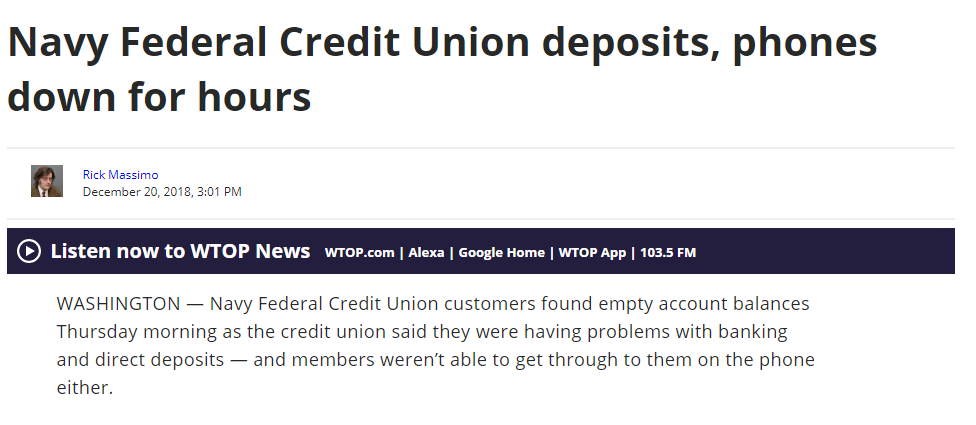 Navy Federal Credit Union deposits, phones
down for hours
Rick Massimo
December 20, 2018, 3:01 PM
Listen now to WTOP News WTOP.com | Alexa | Google Home | WTOP App | 103.5 FM
WASHINGTON — Navy Federal Credit Union customers found empty account balances
Thursday morning as the credit union said they were having problems with banking
and direct deposits — and members weren’t able to get through to them on the phone
either.